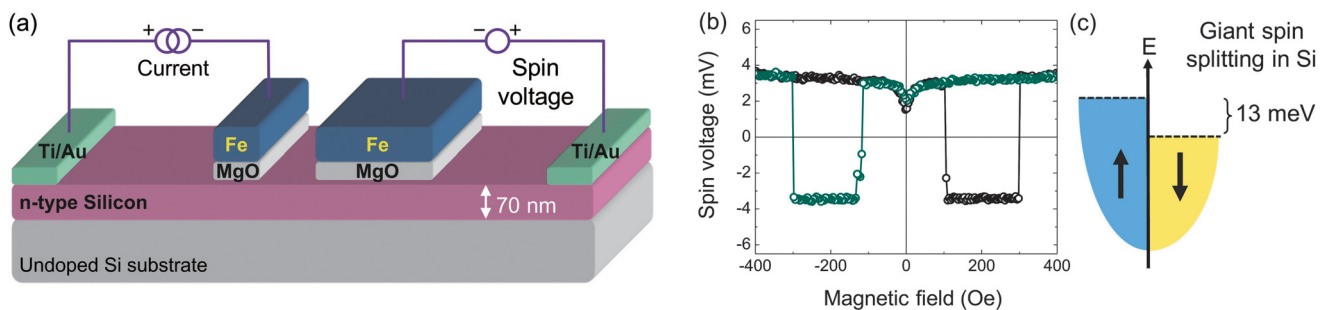 (a)
+
−
Current
−
+
Spin
voltage
Ti/Au
Fe
MgO
Fe
MgO
Ti/Au
n-type Silicon
70 nm
Undoped Si substrate
(b)
6
4
2
0
-2
-4
-6
Spin voltage (mV)
-400
-200
0
200
400
Magnetic field (Oe)
(c)
Giant spin
splitting in Si
E
13 meV